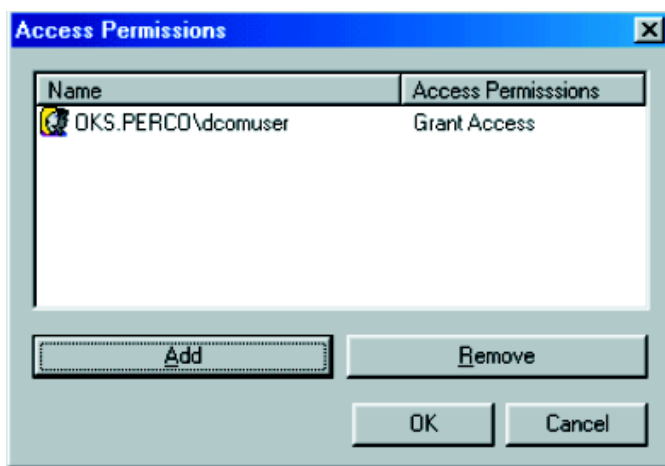 Access Permissions
Name Access Permisssions
OKS.PERCO\dcomuser Grant Access
Add Remove
OK Cancel